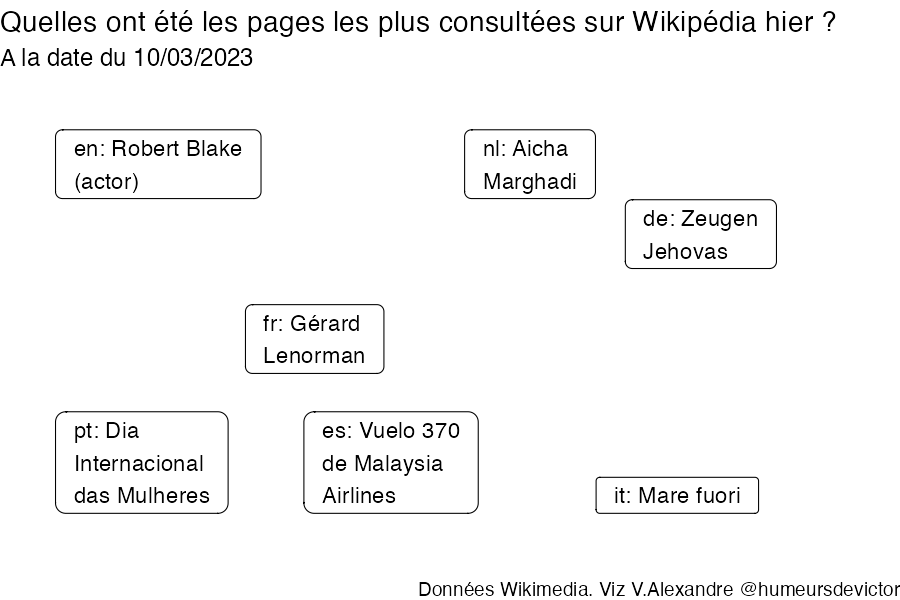 Quelles ont été les pages les plus consultées sur Wikipédia hier ?
A la date du 10/03/2023
en: Robert Blake
(actor)
nl: Aicha
Marghadi
de: Zeugen
Jehovas
fr: Gérard
Lenorman
pt: Dia
Internacional
das Mulheres
es: Vuelo 370
de Malaysia
Airlines
it: Mare fuori
Données Wikimedia. Viz V.Alexandre @humeursdevictor